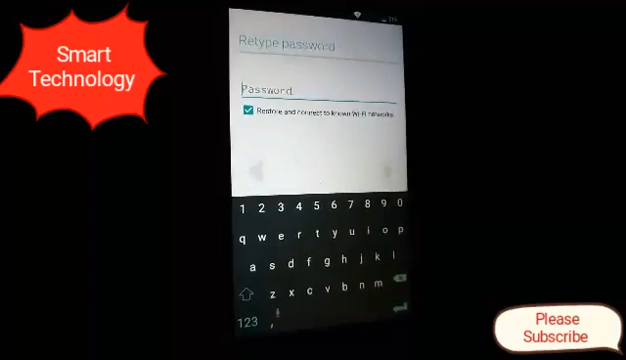 Smart
Technology
Retype password
Password
Restore and connect to known Wi-Fi networks
1 2 3 4 5 6 7 8 9 0
q w e r t y u i o p
a s d f g h j k l
z x c v b n m
123 ,
Please
Subscribe